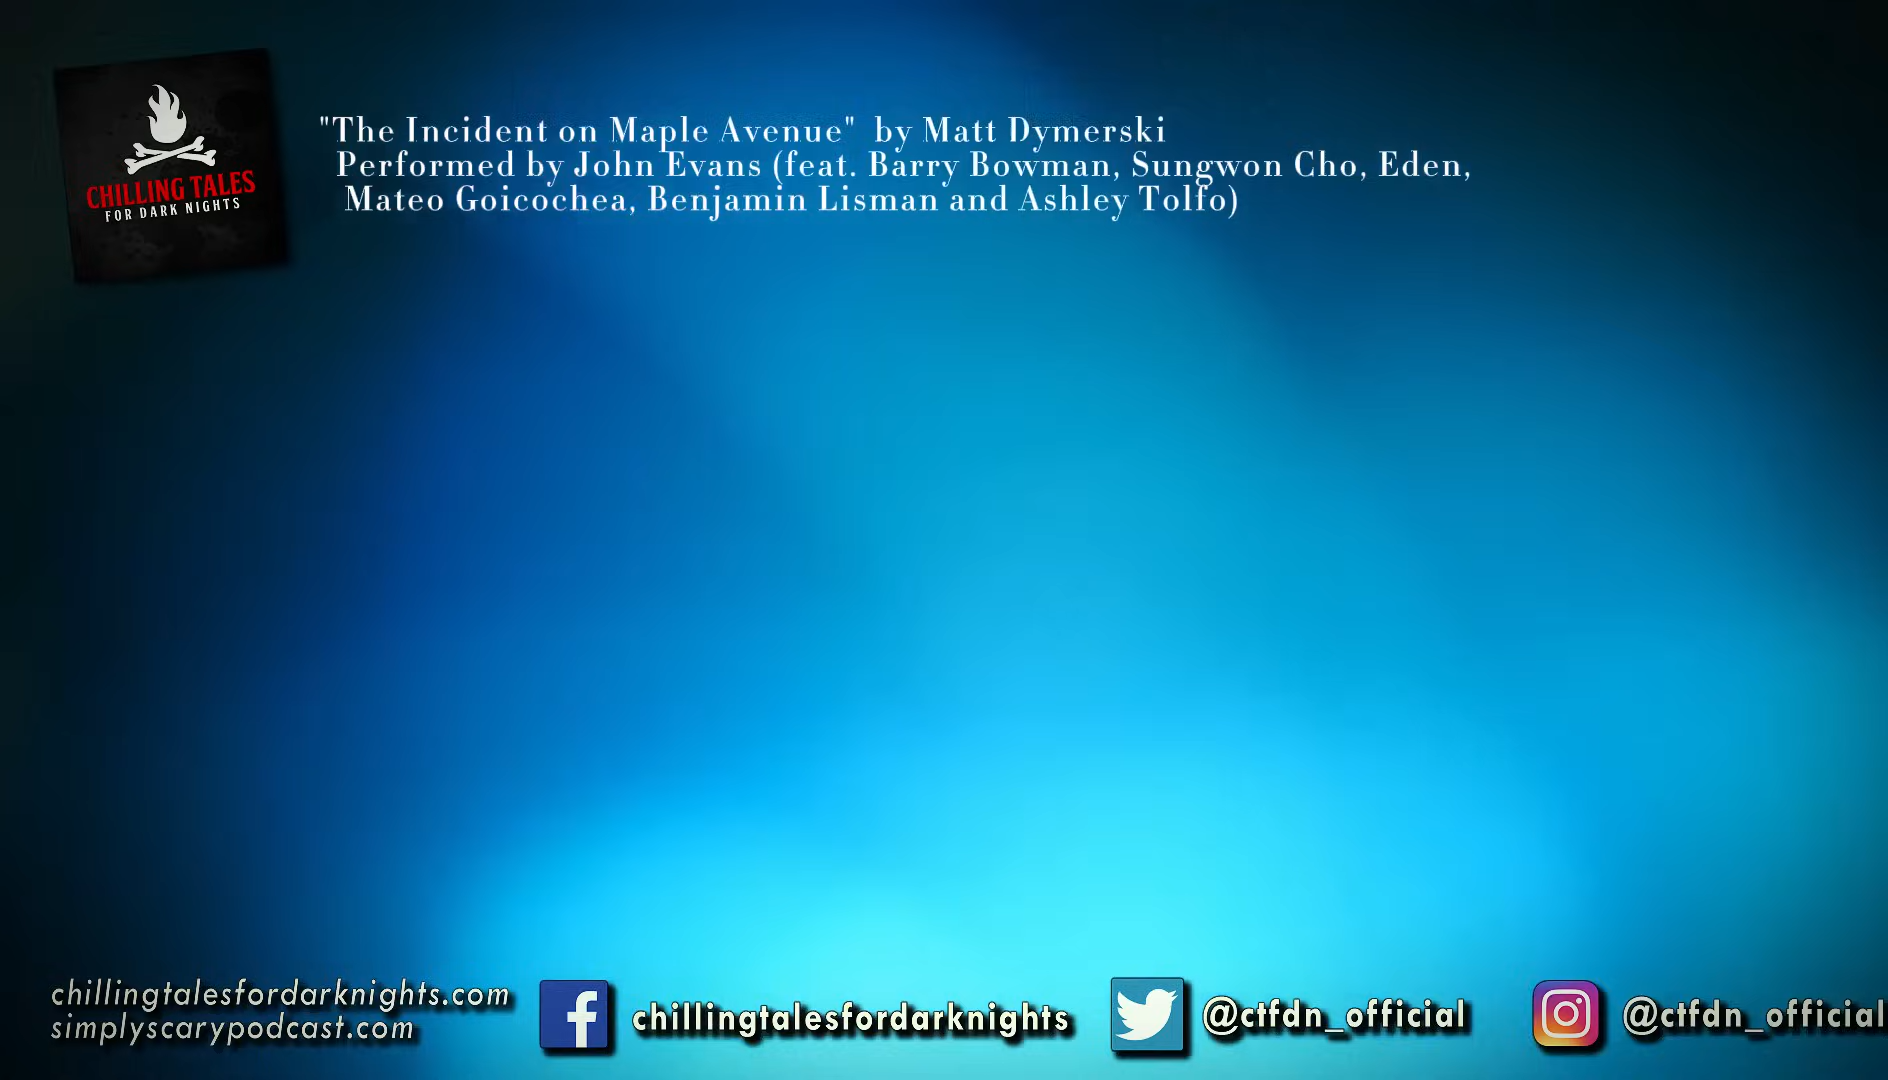 CHILLING TALES
FOR DARK NIGHTS
"The Incident on Maple Avenue" by Matt Dymerski
Performed by John Evans (feat. Barry Bowman, Sungwon Cho, Eden,
Mateo Goicochea, Benjamin Lisman and Ashley Tolfo)
chillingtalesfordarknights.com
simplyscarypodcast.com
chillingtalesfordarknights
@ctfdn_official
@ctfdn_official